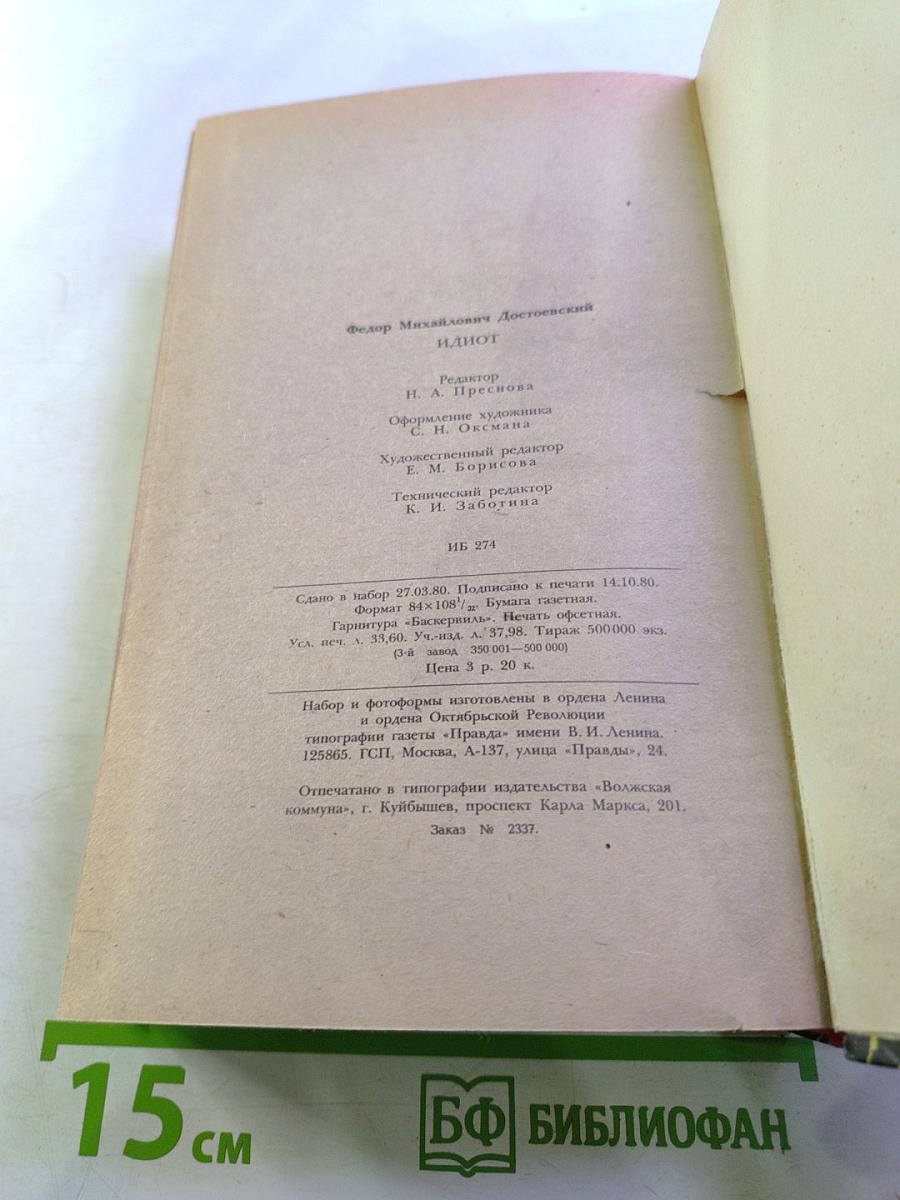 Федор Михайлович Достоевский
ИДИОТ
Редактор
Н. А. Преснова
Оформление художника
С. Н. Оксмана
Художественный редактор
Е. М. Борисова
Технический редактор
К. И. Заботина
ИБ 274
Сдано в набор 27.03.80. Подписано к печати 14.10.80.
Формат 84×108¹/₃₂. Бумага газетная.
Гарнитура «Баскервиль». Печать офсетная.
Усл. печ. л. 33,60. Уч.-изд. л. 37,98. Тираж 500 000 экз.
(3-й завод 350 001—500 000)
Цена 3 р. 20 к.
Набор и фотоформы изготовлены в ордена Ленина
и ордена Октябрьской Революции
типографии газеты «Правда» имени В. И. Ленина.
125865. ГСП, Москва, А-137, улица «Правды», 24.
Отпечатано в типографии издательства «Волжская
коммуна», г. Куйбышев, проспект Карла Маркса, 201.
Заказ № 2337.
15 см
БФ БИБЛИОФАН